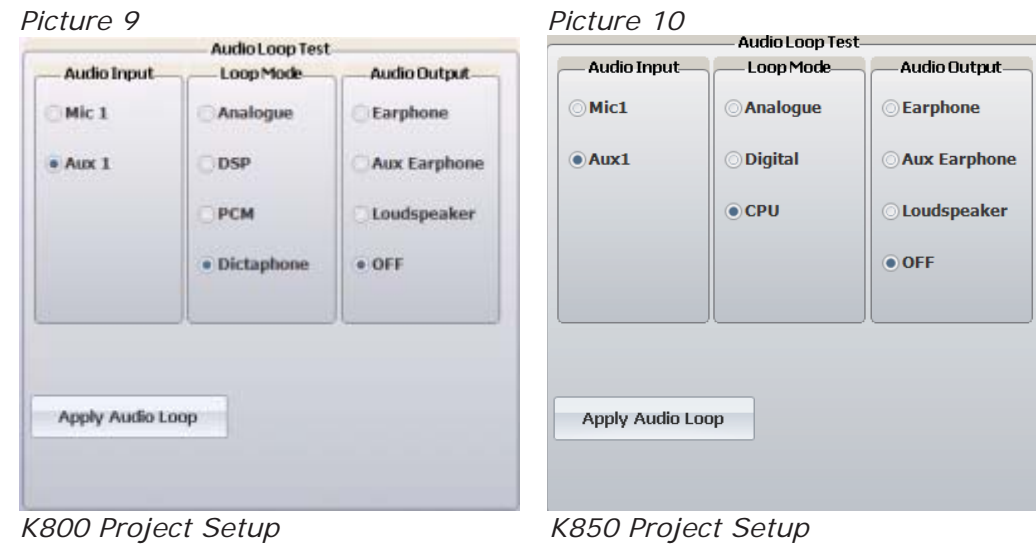 Picture 9
Audio Loop Test
Audio Input
Mic 1
Aux 1
Loop Mode
Analogue
DSP
PCM
Dictaphone
Audio Output
Earphone
Aux Earphone
Loudspeaker
OFF
Apply Audio Loop
K800 Project Setup
Picture 10
Audio Loop Test
Audio Input
Mic1
Aux1
Loop Mode
Analogue
Digital
CPU
Audio Output
Earphone
Aux Earphone
Loudspeaker
OFF
Apply Audio Loop
K850 Project Setup